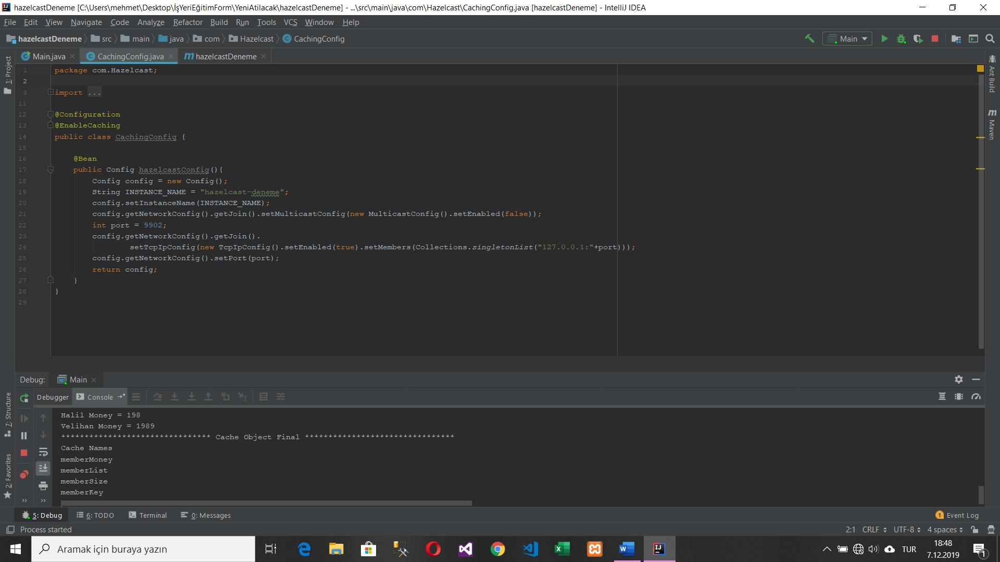 hazelcastDeneme [C:\Users\mehmet\Desktop\İşYeriEğitimForm\YeniAtilacak\hazelcastDeneme] - ...\src\main\java\com\Hazelcast\CachingConfig.java [hazelcastDeneme] - IntelliJ IDEA
File Edit View Navigate Code Analyze Refactor Build Run Tools VCS Window Help
hazelcastDeneme src main java com Hazelcast CachingConfig
Main
Main.java CachingConfig.java hazelcastDeneme
1: Project
Ant Build
Maven
1 package com.Hazelcast;
2
3 import ...
11
12 @Configuration
13 @EnableCaching
14 public class CachingConfig {
15
16 @Bean
17 public Config hazelcastConfig(){
18 Config config = new Config();
19 String INSTANCE_NAME = "hazelcast-deneme";
20 config.setInstanceName(INSTANCE_NAME);
21 config.getNetworkConfig().getJoin().setMulticastConfig(new MulticastConfig().setEnabled(false));
22 int port = 9902;
23 config.getNetworkConfig().getJoin().
24 setTcpIpConfig(new TcpIpConfig().setEnabled(true).setMembers(Collections.singletonList("127.0.0.1:"+port)));
25 config.getNetworkConfig().setPort(port);
26 return config;
27 }
28 }
29
Debug: Main
Debugger Console
7: Structure
2: Favorites
Halil Money = 198
Velihan Money = 1989
******************************** Cache Object Final ********************************
Cache Names
memberMoney
memberList
memberSize
memberKey
5: Debug 6: TODO Terminal 0: Messages
1 Event Log
Process started
2:1 CRLF UTF-8 4 spaces
Aramak için buraya yazın
TUR
18:48
7.12.2019
1